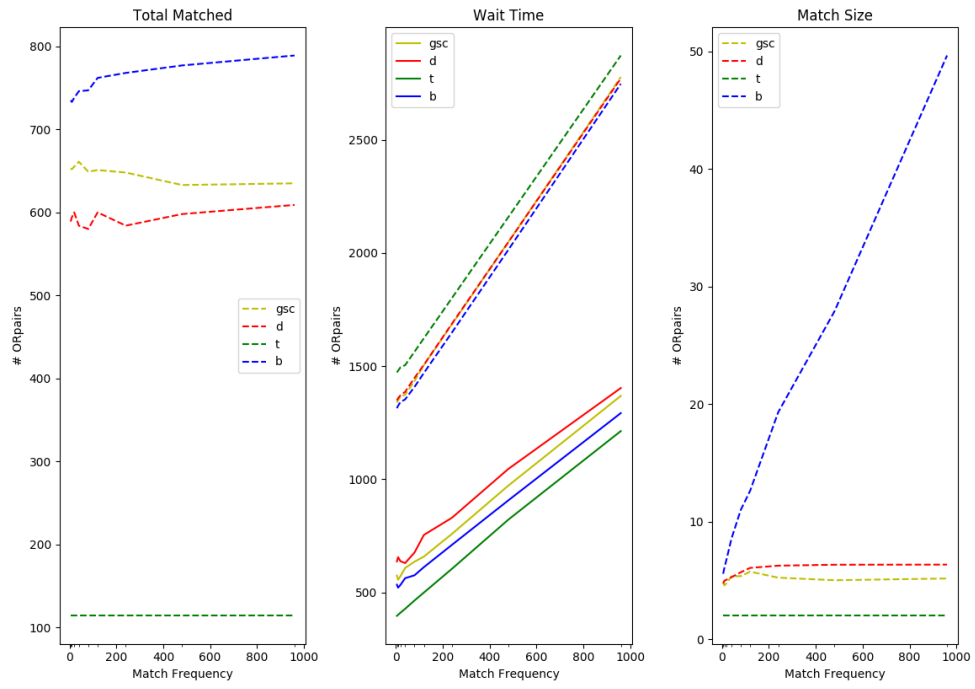 Total Matched
800
700
600
500
400
300
200
100
# ORpairs
gsc
d
t
b
0
200
400
600
800
1000
Match Frequency
Wait Time
gsc
d
t
b
2500
2000
1500
1000
500
# ORpairs
0
200
400
600
800
1000
Match Frequency
Match Size
50
40
30
20
10
0
# ORpairs
gsc
d
t
b
0
200
400
600
800
1000
Match Frequency